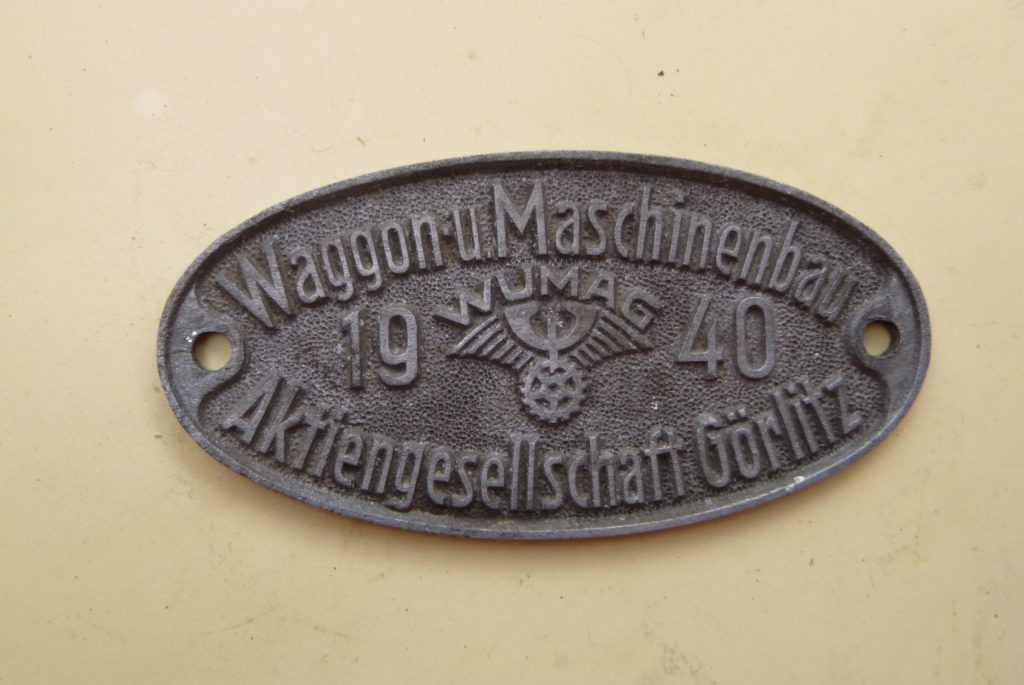 Waggon-u. Maschinenbau
WUMAG
19 40
Aktiengesellschaft Görlitz